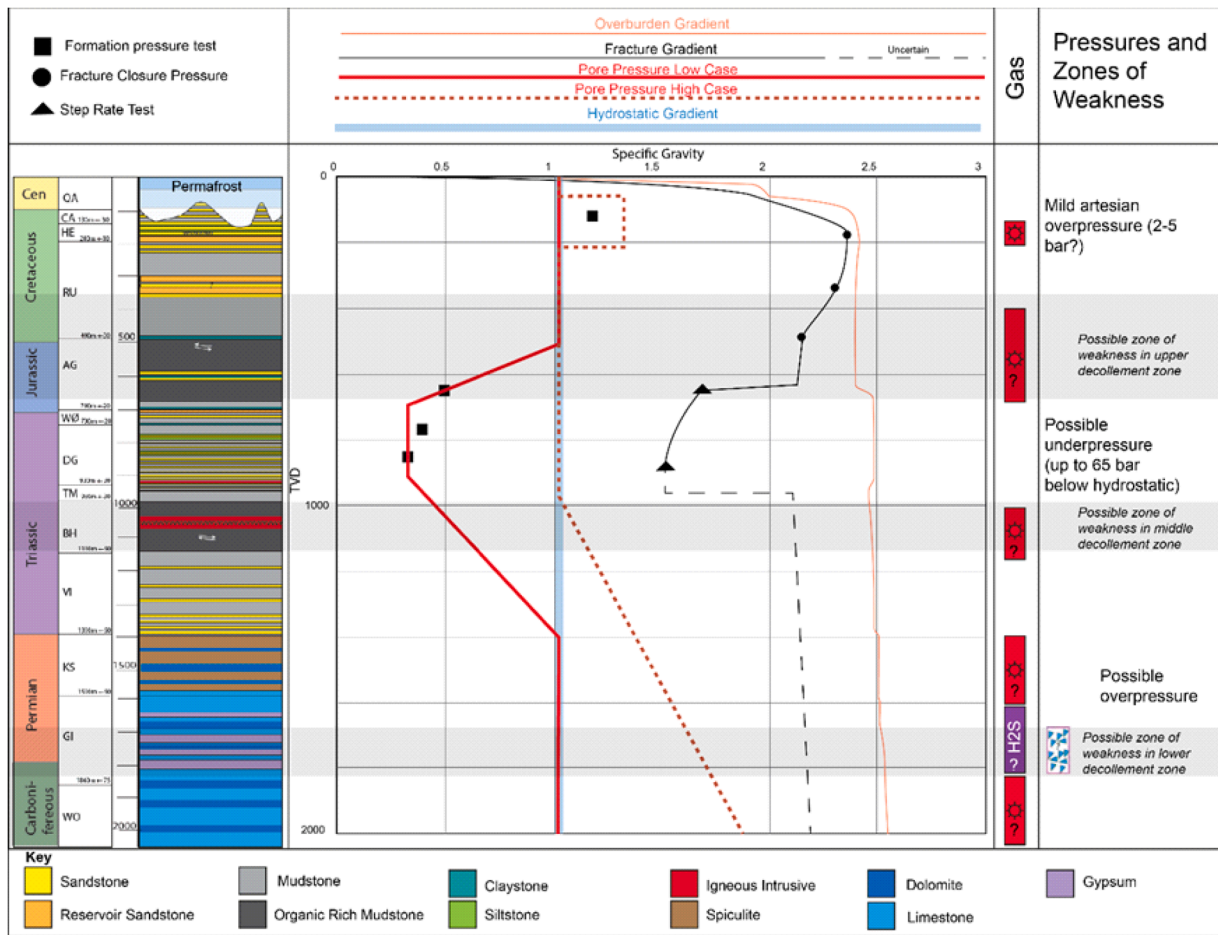 Formation pressure test
Fracture Closure Pressure
Step Rate Test
Overburden Gradient
Fracture Gradient
Uncertain
Pore Pressure Low Case
Pore Pressure High Case
Hydrostatic Gradient
Gas
Pressures and
Zones of
Weakness
Specific Gravity
0 0.5 1 1.5 2 2.5 3
Cen
Cretaceous
Jurassic
Triassic
Permian
Carboni-
fereous
QA
CA
HE
RU
AG
WØ
DG
TM
BH
VI
KS
GI
WO
500
1000
1500
2000
Permafrost
?
TVD
0
1000
2000
?
?
?
? H2S
?
Mild artesian
overpressure (2-5
bar?)
Possible zone of
weakness in upper
decollement zone
Possible
underpressure
(up to 65 bar
below hydrostatic)
Possible zone of
weakness in middle
decollement zone
Possible
overpressure
Possible zone of
weakness in lower
decollement zone
Key
Sandstone
Mudstone
Claystone
Igneous Intrusive
Dolomite
Gypsum
Reservoir Sandstone
Organic Rich Mudstone
Siltstone
Spiculite
Limestone